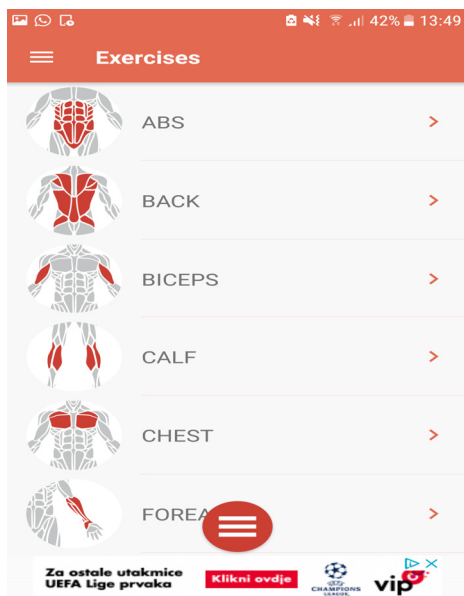 42% 13:49
Exercises
ABS
BACK
BICEPS
CALF
CHEST
FOREA
Za ostale utakmice
UEFA Lige prvaka
Klikni ovdje
CHAMPIONS
LEAGUE
vip